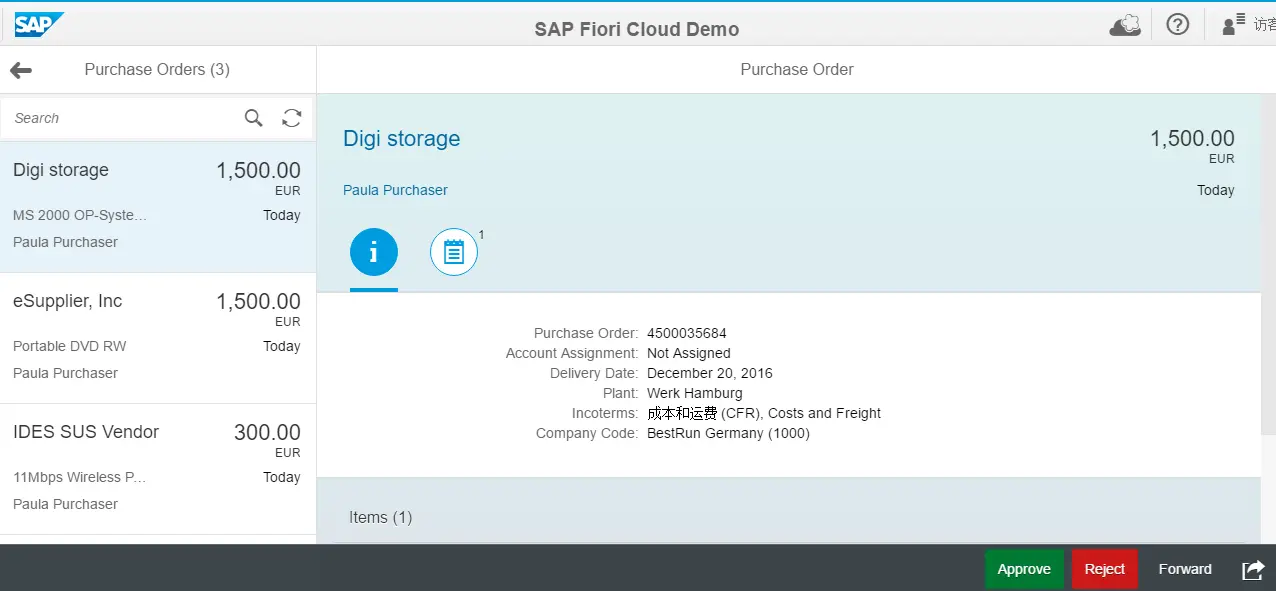 SAP
SAP Fiori Cloud Demo
访客
Purchase Orders (3)
Search
Digi storage
1,500.00
EUR
MS 2000 OP-Syste...
Today
Paula Purchaser
eSupplier, Inc
1,500.00
EUR
Portable DVD RW
Today
Paula Purchaser
IDES SUS Vendor
300.00
EUR
11Mbps Wireless P...
Today
Paula Purchaser
Purchase Order
Digi storage
1,500.00
EUR
Paula Purchaser
Today
1
Purchase Order: 4500035684
Account Assignment: Not Assigned
Delivery Date: December 20, 2016
Plant: Werk Hamburg
Incoterms: 成本和运费 (CFR), Costs and Freight
Company Code: BestRun Germany (1000)
Items (1)
Approve
Reject
Forward